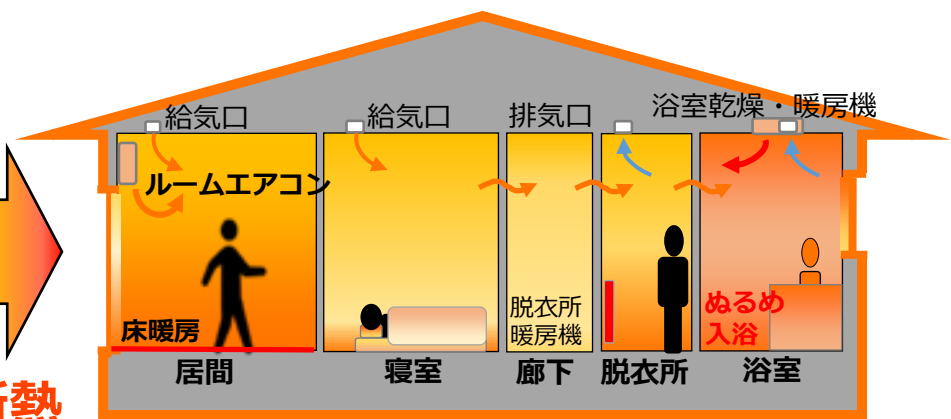 給気口
給気口
排気口
浴室乾燥・暖房機
ルームエアコン
床暖房
脱衣所
暖房機
ぬるめ
入浴
居間
寝室
廊下
脱衣所
浴室
断熱